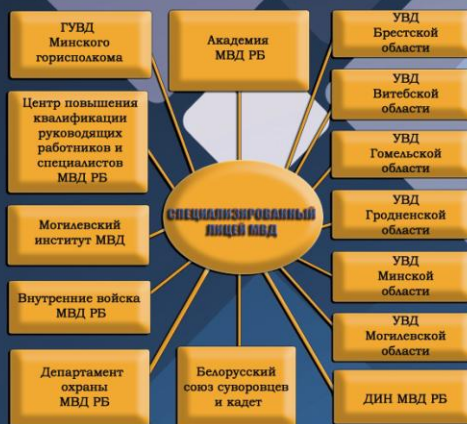 ГУВД
Минского
горисполкома
Академия
МВД РБ
УВД
Брестской
области
Центр повышения
квалификации
руководящих
работников и
специалистов
МВД РБ
УВД
Витебской
области
УВД
Гомельской
области
СПЕЦИАЛИЗИРОВАННЫЙ
ЛИЦЕЙ МВД
Могилевский
институт МВД
УВД
Гродненской
области
УВД
Минской
области
Внутренние войска
МВД РБ
УВД
Могилевской
области
Департамент
охраны
МВД РБ
Белорусский
союз суворовцев
и кадет
ДИН МВД РБ